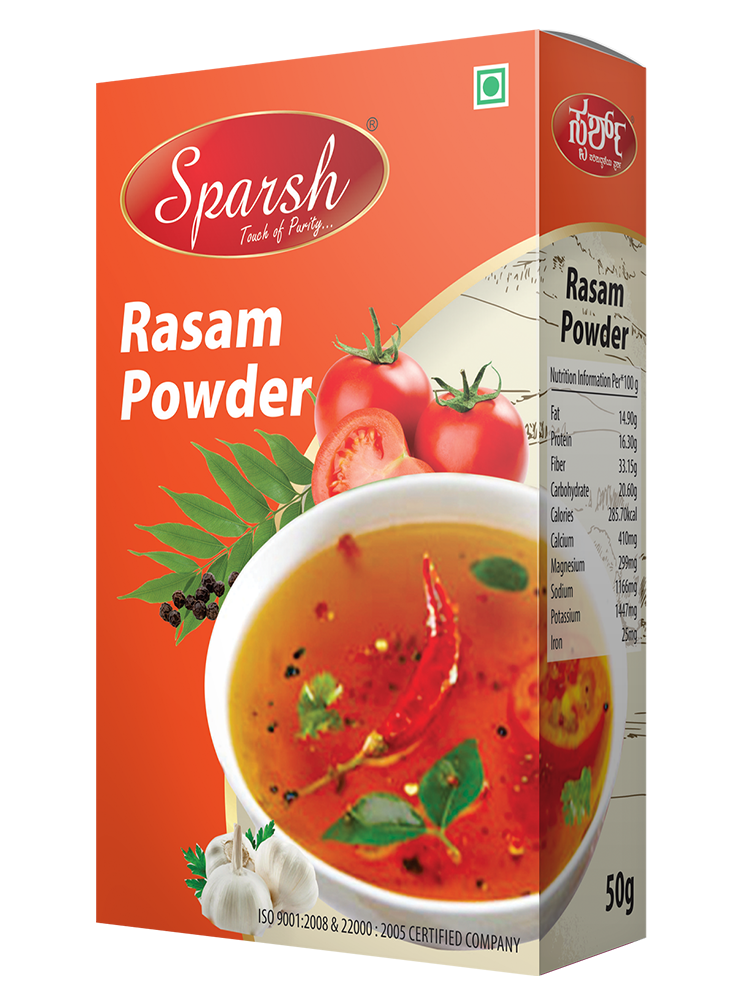 Sparsh
®
Touch of Purity...
Rasam
Powder
ISO 9001:2008 & 22000 : 2005 CERTIFIED COMPANY
ಸ್ಪರ್ಶ್
Rasam
Powder
Nutrition Information Per*100 g
Fat 14.90g
Protein 16.30g
Fiber 33.15g
Carbohydrate 20.60g
Calories 285.70kcal
Calcium 410mg
Magnesium 299mg
Sodium 1166mg
Potassium 1447mg
Iron 25mg
50g